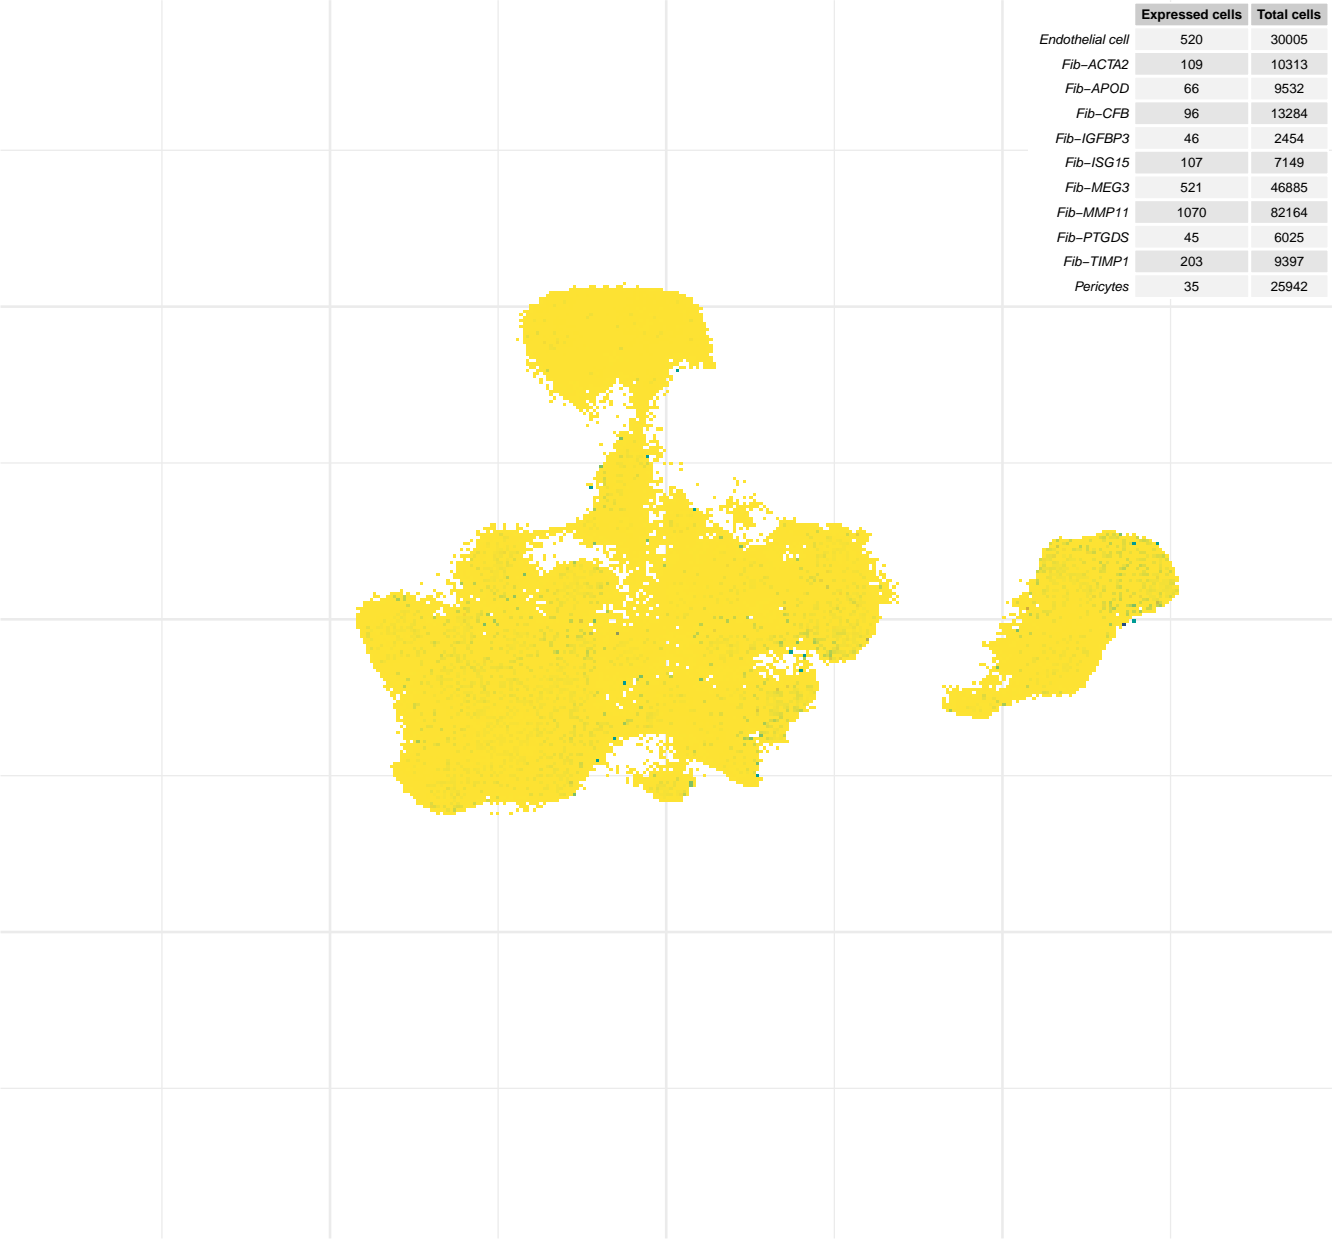 Expressed cells Total cells
Endothelial cell 520 30005
Fib−ACTA2 109 10313
Fib−APOD 66 9532
Fib−CFB 96 13284
Fib−IGFBP3 46 2454
Fib−ISG15 107 7149
Fib−MEG3 521 46885
Fib−MMP11 1070 82164
Fib−PTGDS 45 6025
Fib−TIMP1 203 9397
Pericytes 35 25942